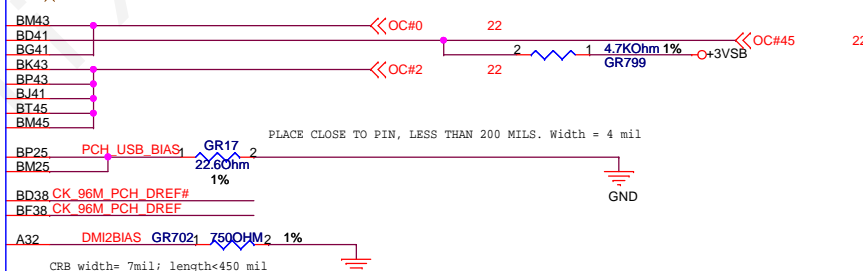 BM43 OC#0 22
BD41 OC#45 22
BG41 2 1 4.7KOhm 1% +3VSB
GR799
BK43 OC#2 22
BP43
BJ41
BT45
BM45
PLACE CLOSE TO PIN, LESS THAN 200 MILS. Width = 4 mil
BP25 PCH_USB_BIAS 1 GR17 2
BM25 22.6Ohm
1%
GND
BD38 CK_96M_PCH_DREF#
BF38 CK_96M_PCH_DREF
A32 DMI2BIAS GR702 1 750OHM 2 1%
CRB width= 7mil; length<450 mil